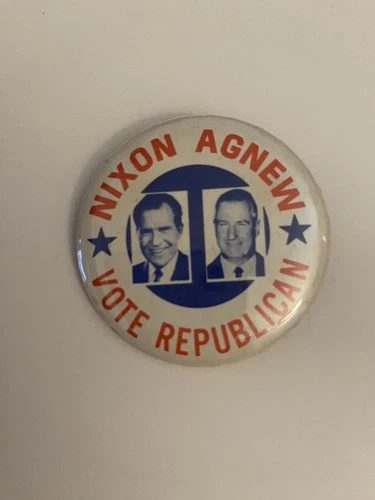 NIXON AGNEW
VOTE REPUBLICAN